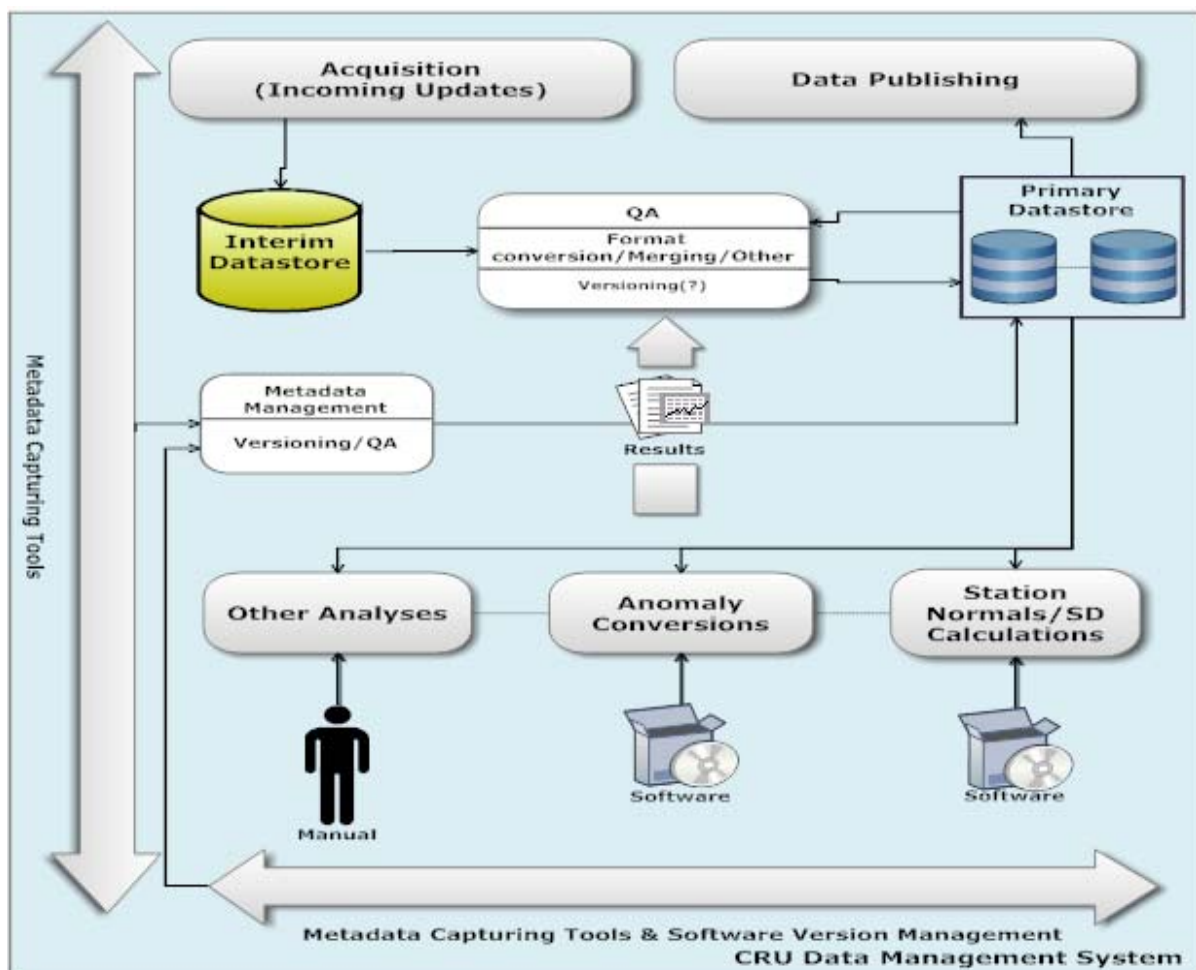 Acquisition
(Incoming Updates)
Data Publishing
Interim
Datastore
QA
Format
conversion/Merging/Other
Versioning(?)
Primary
Datastore
Metadata Capturing Tools
Metadata
Management
Versioning/QA
Results
Other Analyses
Anomaly
Conversions
Station
Normals/SD
Calculations
Manual
Software
Software
Metadata Capturing Tools & Software Version Management
CRU Data Management System